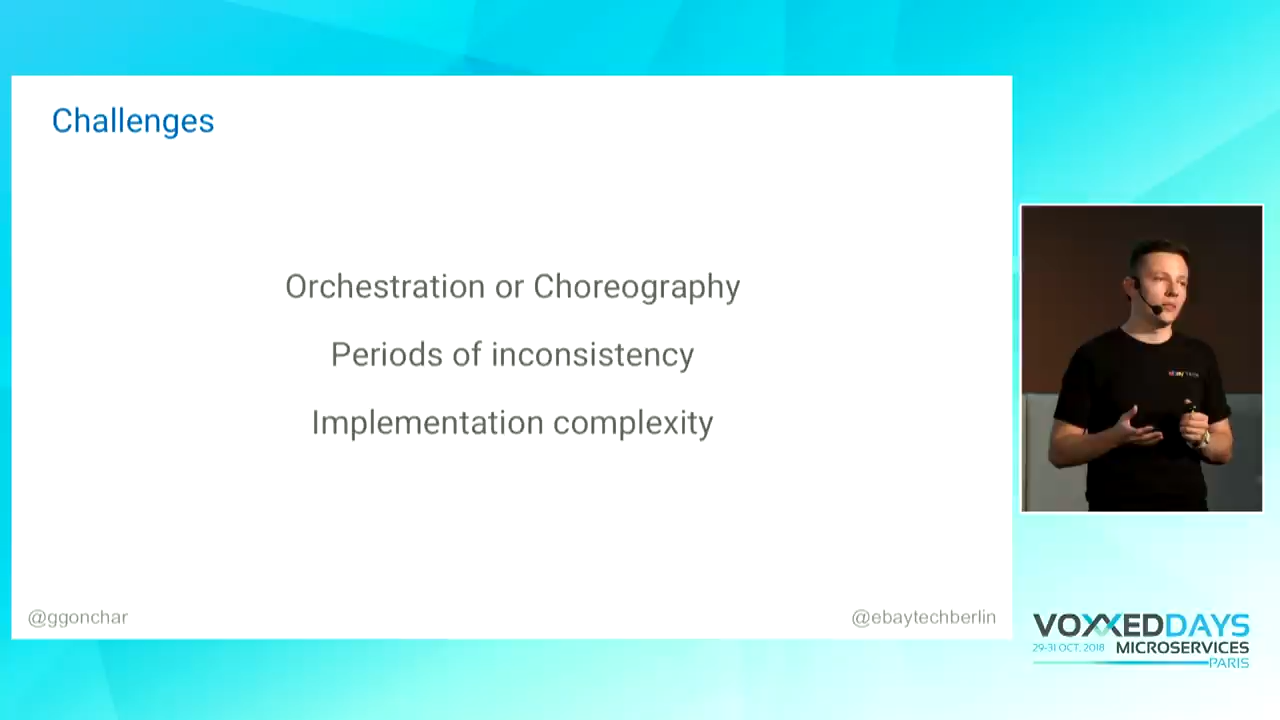 Challenges
Orchestration or Choreography
Periods of inconsistency
Implementation complexity
@ggonchar
@ebaytechberlin
VOXXEDDAYS
29-31 OCT, 2018 MICROSERVICES
PARIS